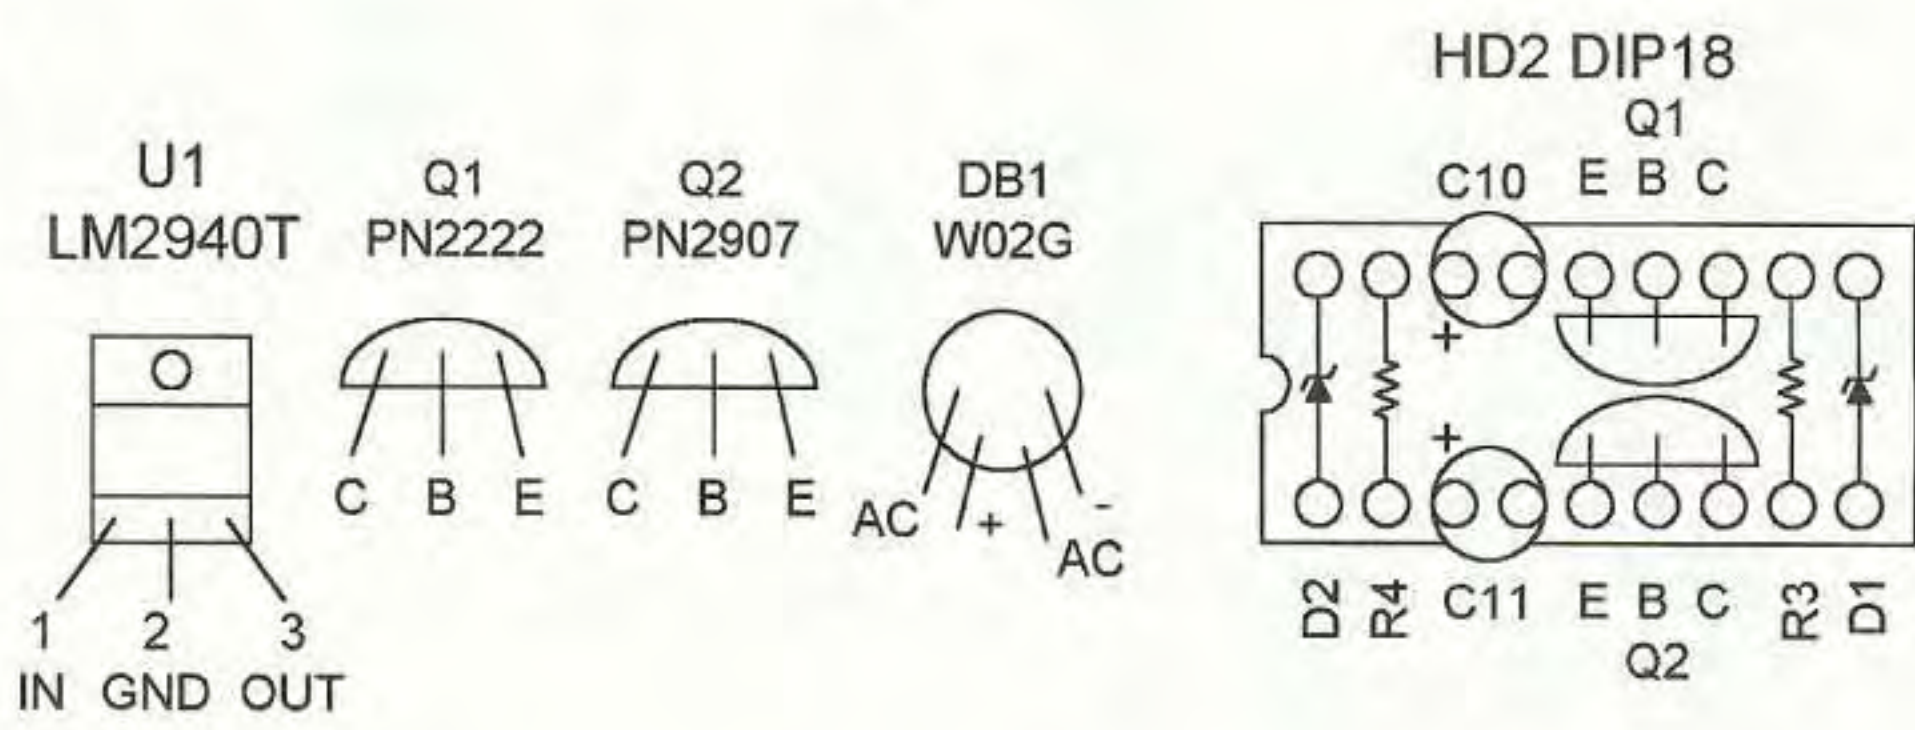 U1
LM2940T
1 2 3
IN GND OUT
Q1
PN2222
C B E
Q2
PN2907
C B E
DB1
W02G
AC + AC -
HD2 DIP18
Q1
C10 E B C
+
+
D2 R4 C11 E B C R3 D1
Q2